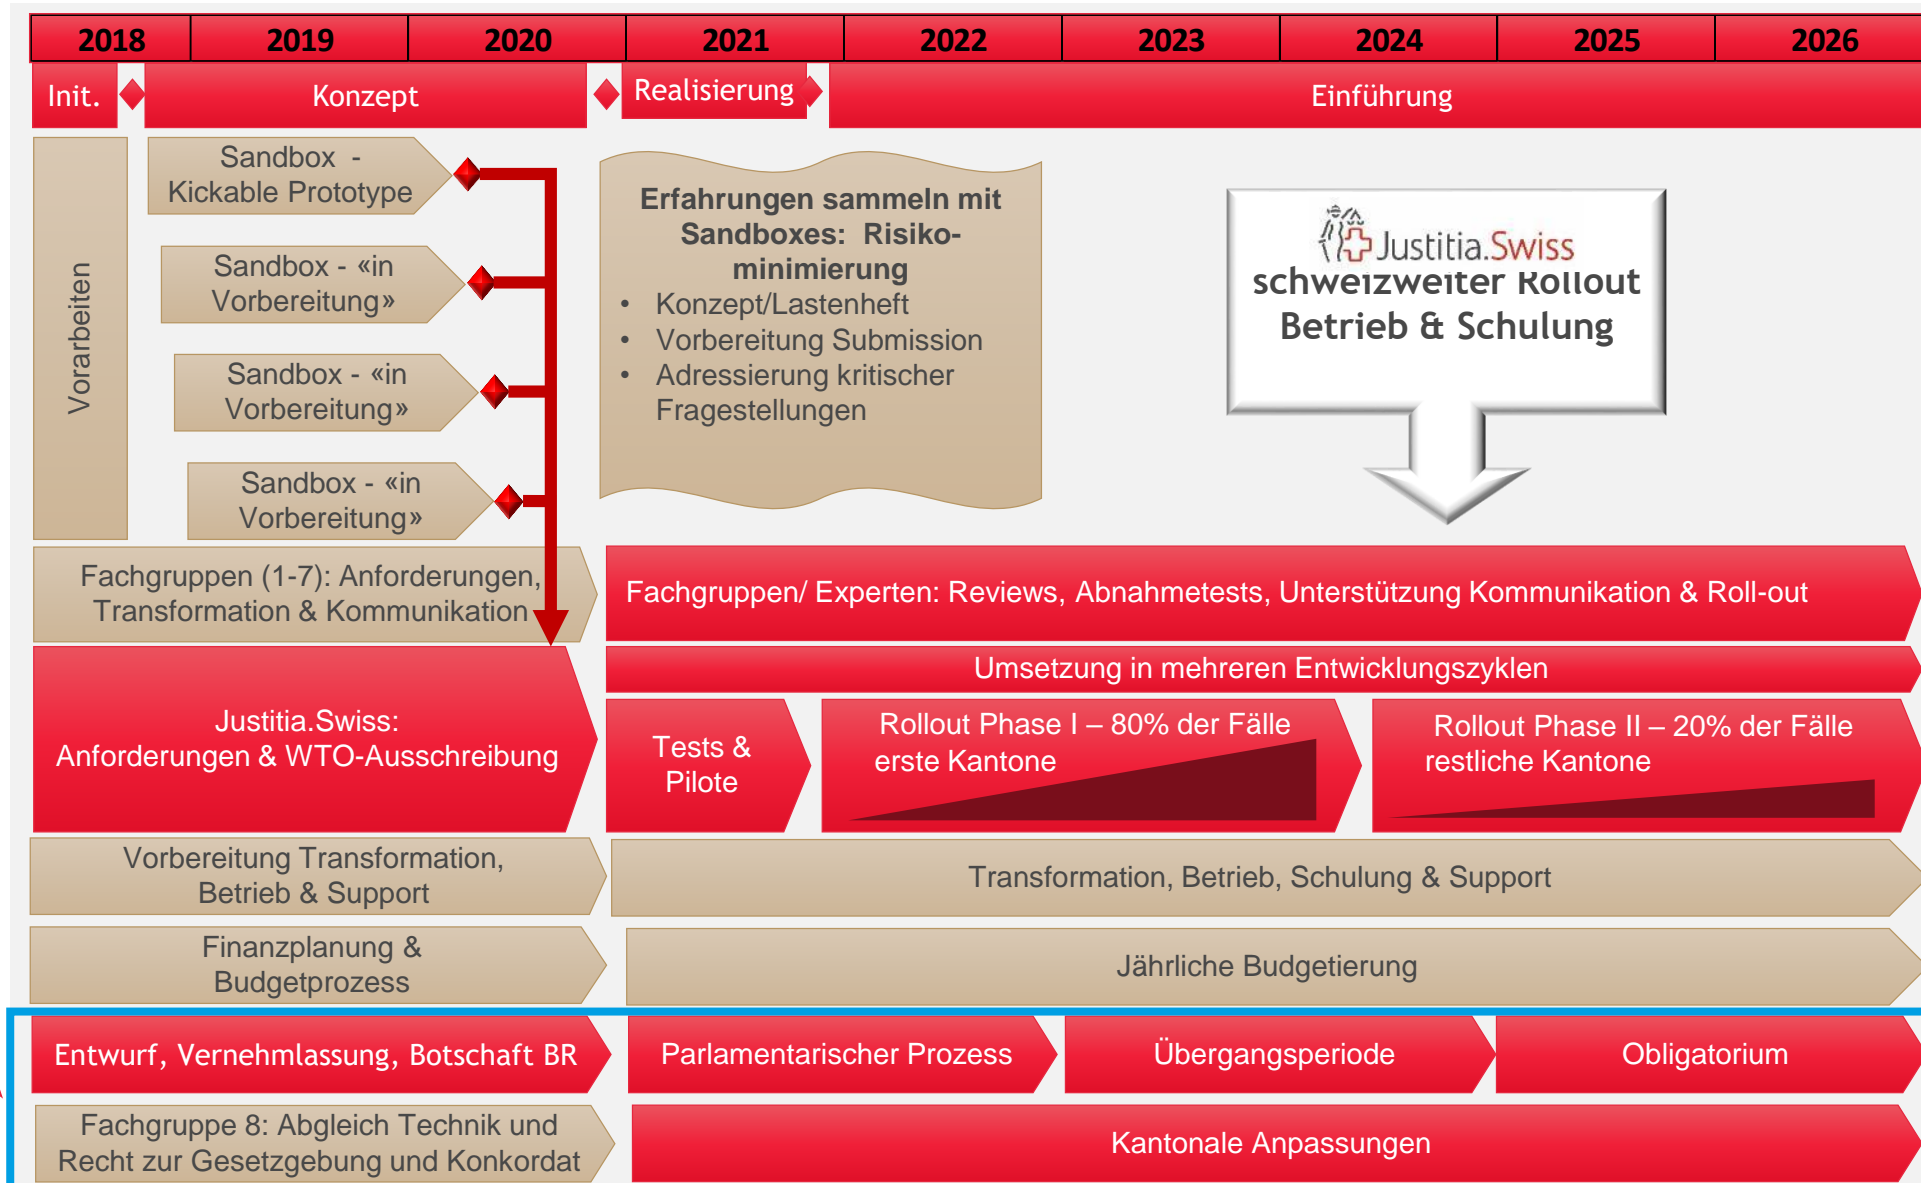 2018 2019 2020 2021 2022 2023 2024 2025 2026
Init. Konzept Realisierung Einführung
Vorarbeiten
Sandbox -
Kickable Prototype
Sandbox - «in
Vorbereitung»
Sandbox - «in
Vorbereitung»
Sandbox - «in
Vorbereitung»
Erfahrungen sammeln mit
Sandboxes: Risiko-
minimierung
• Konzept/Lastenheft
• Vorbereitung Submission
• Adressierung kritischer
Fragestellungen
Justitia.Swiss
schweizweiter Rollout
Betrieb & Schulung
Fachgruppen (1-7): Anforderungen,
Transformation & Kommunikation
Fachgruppen/ Experten: Reviews, Abnahmetests, Unterstützung Kommunikation & Roll-out
Umsetzung in mehreren Entwicklungszyklen
Justitia.Swiss:
Anforderungen & WTO-Ausschreibung
Tests &
Pilote
Rollout Phase I – 80% der Fälle
erste Kantone
Rollout Phase II – 20% der Fälle
restliche Kantone
Vorbereitung Transformation,
Betrieb & Support
Transformation, Betrieb, Schulung & Support
Finanzplanung &
Budgetprozess
Jährliche Budgetierung
Entwurf, Vernehmlassung, Botschaft BR
Parlamentarischer Prozess
Übergangsperiode
Obligatorium
Fachgruppe 8: Abgleich Technik und
Recht zur Gesetzgebung und Konkordat
Kantonale Anpassungen